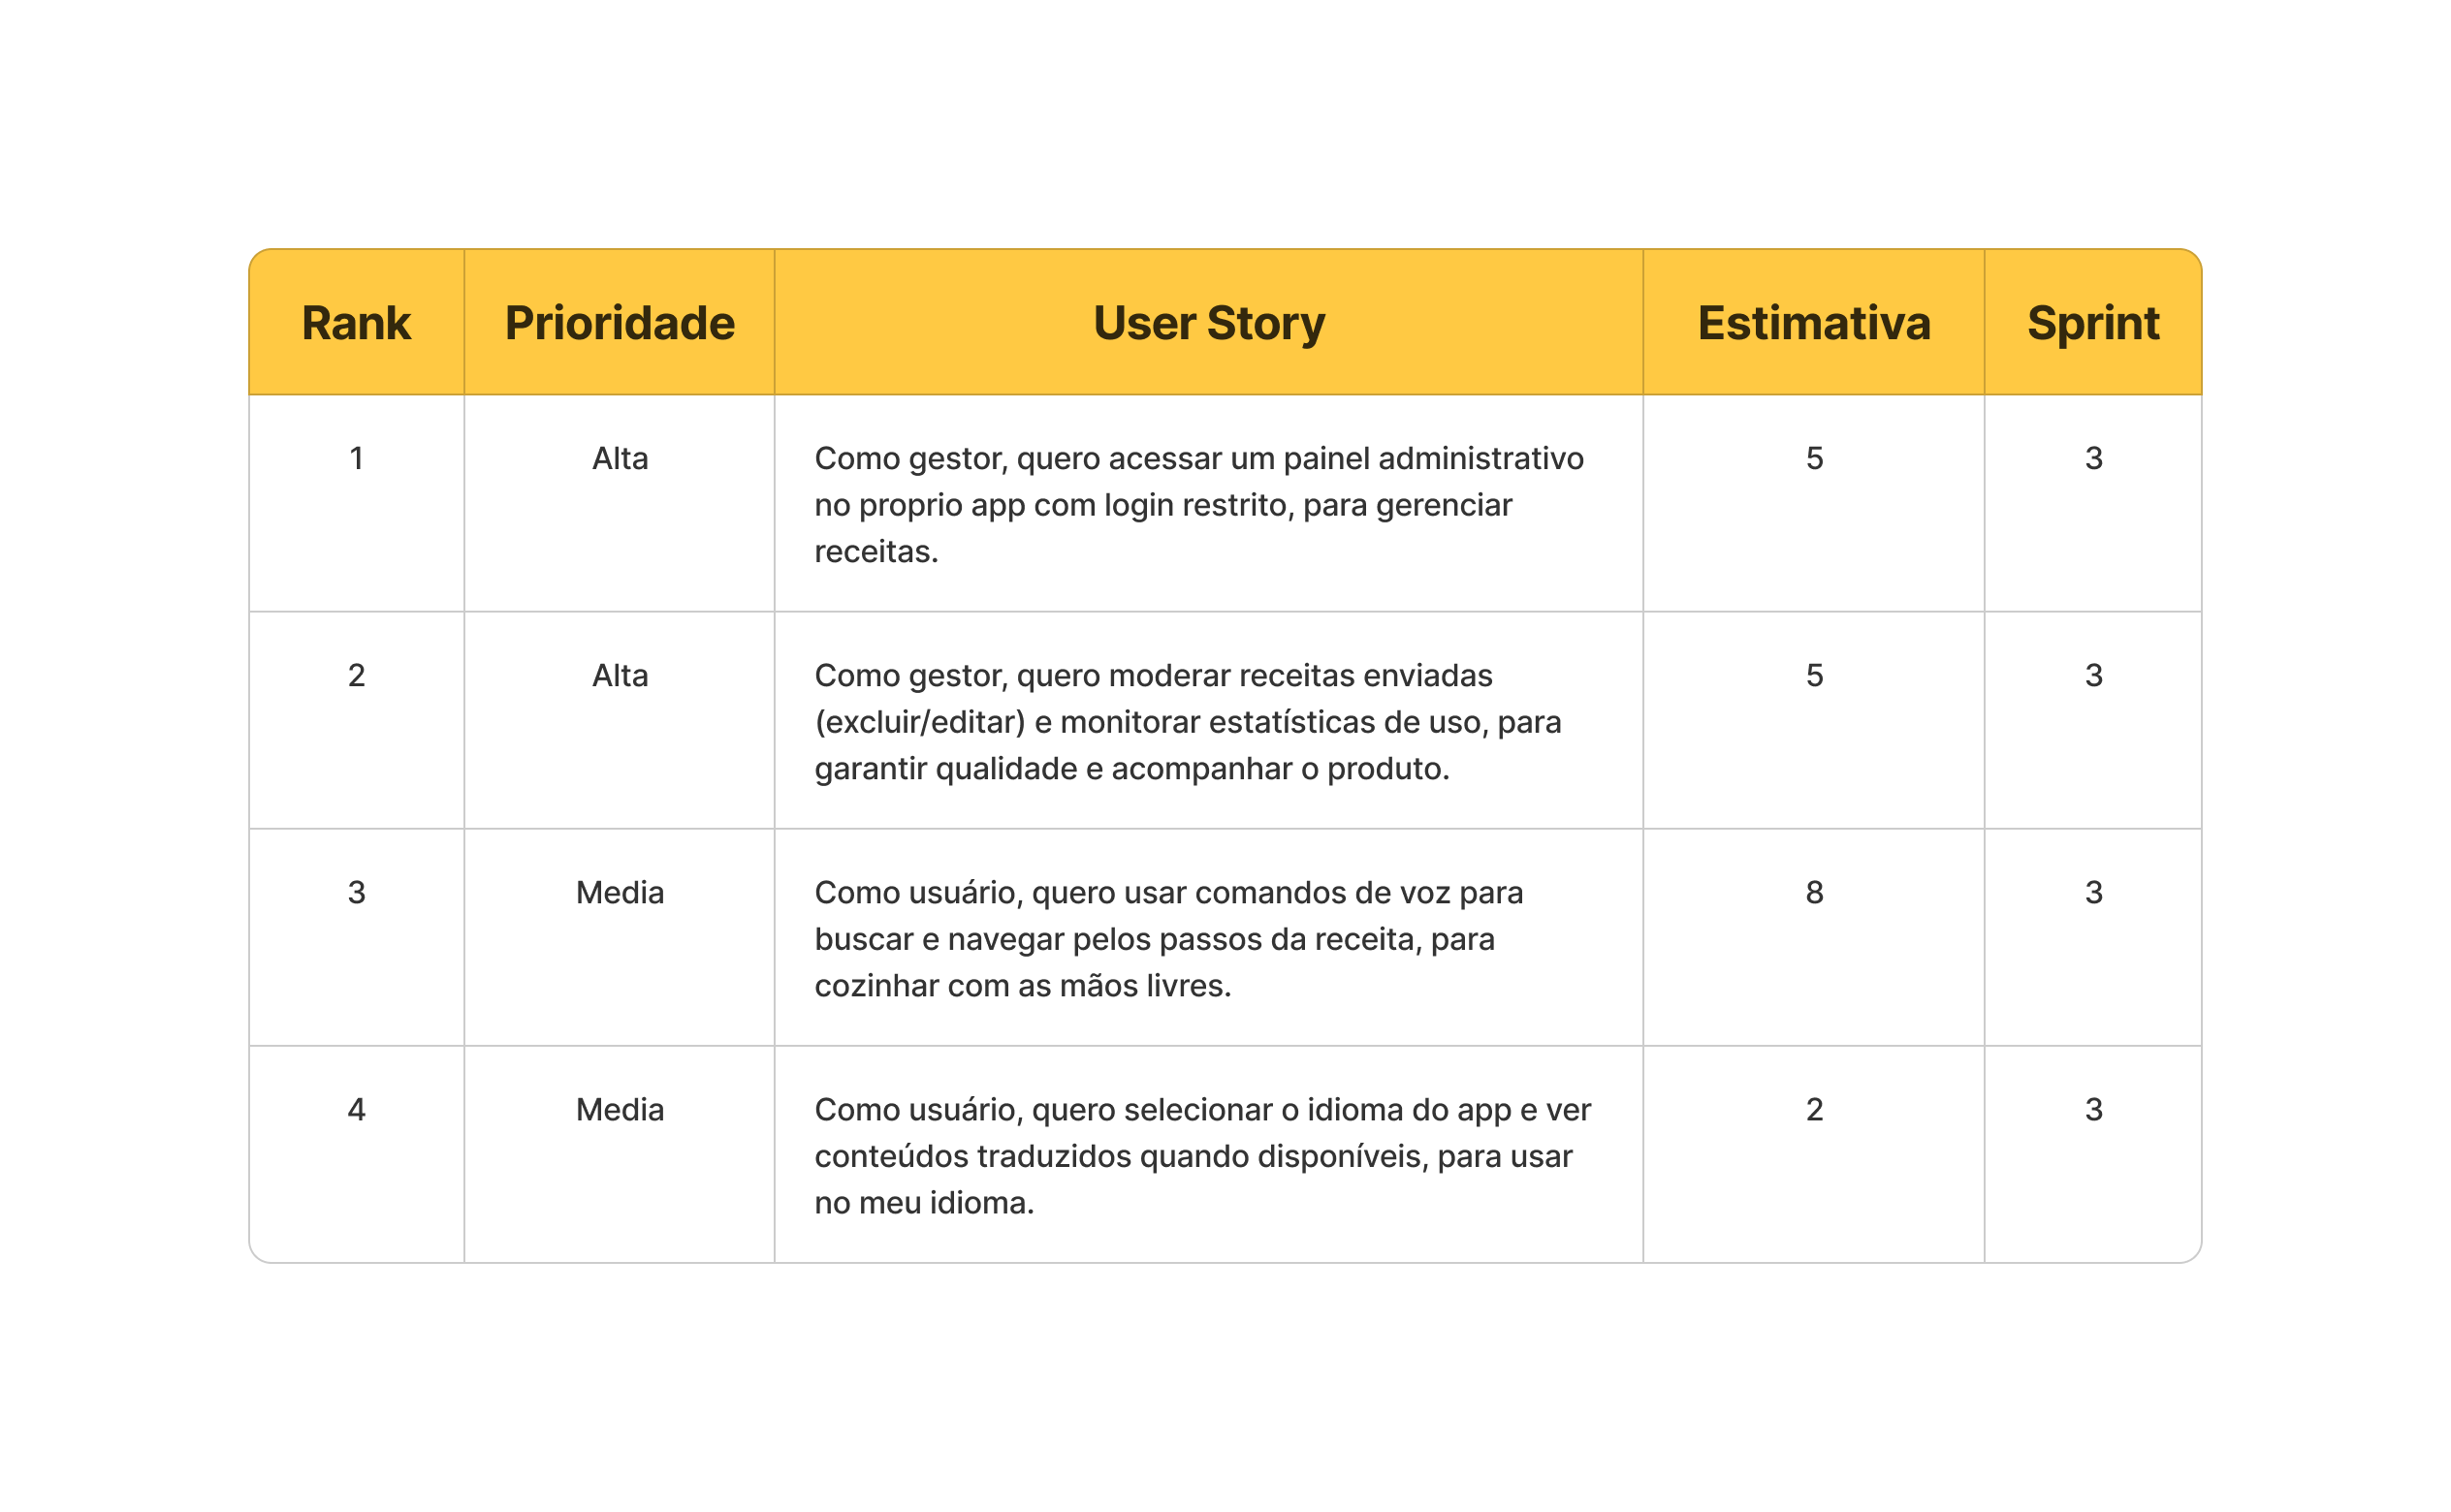 Rank Prioridade User Story Estimativa Sprint
1 Alta Como gestor, quero acessar um painel administrativo 5 3
no proprio app com login restrito, para gerenciar
receitas.
2 Alta Como gestor, quero moderar receitas enviadas 5 3
(excluir/editar) e monitorar estatísticas de uso, para
garantir qualidade e acompanhar o produto.
3 Media Como usuário, quero usar comandos de voz para 8 3
buscar e navegar pelos passos da receita, para
cozinhar com as mãos livres.
4 Media Como usuário, quero selecionar o idioma do app e ver 2 3
conteúdos traduzidos quando disponíveis, para usar
no meu idioma.